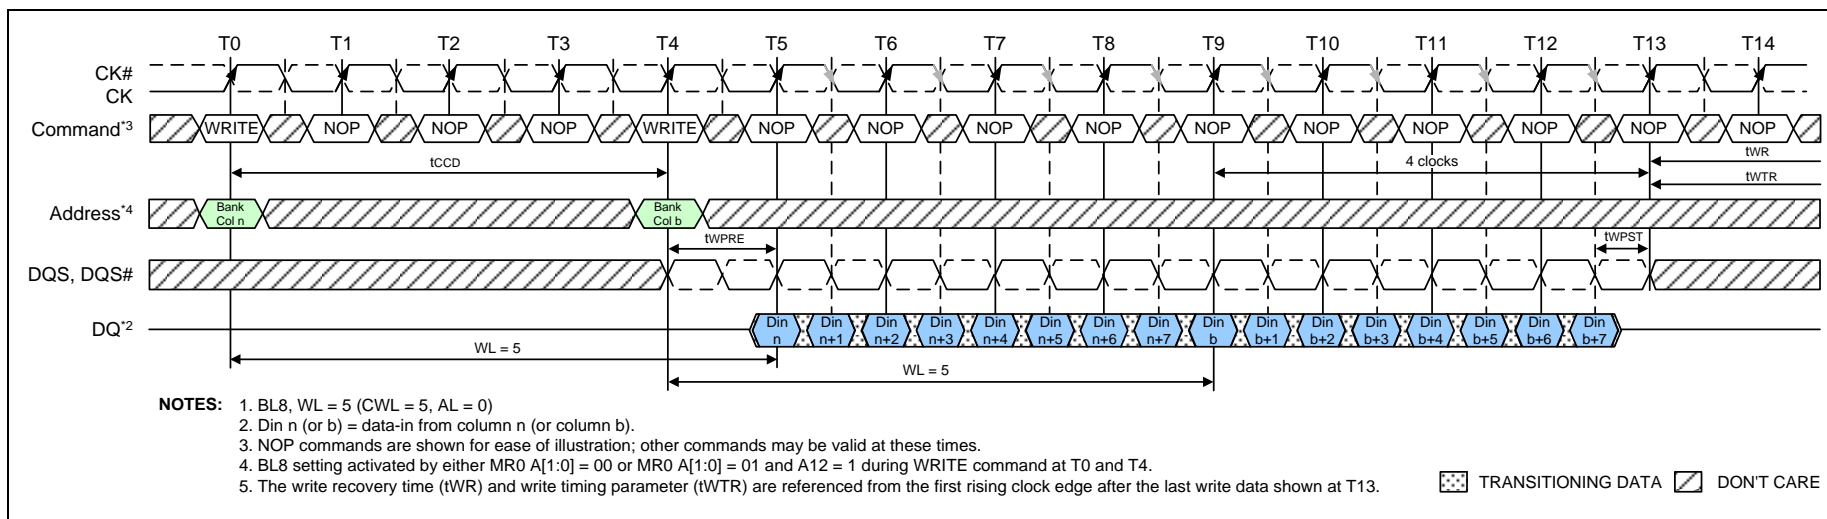 T0 T1 T2 T3 T4 T5 T6 T7 T8 T9 T10 T11 T12 T13 T14
CK#
CK
Command*3 WRITE NOP NOP NOP WRITE NOP NOP NOP NOP NOP NOP NOP NOP NOP NOP
tCCD 4 clocks tWR
tWTR
Address*4 Bank Col n Bank Col b
tWPRE tWPST
DQS, DQS#
DQ*2 Din n Din n+1 Din n+2 Din n+3 Din n+4 Din n+5 Din n+6 Din n+7 Din b Din b+1 Din b+2 Din b+3 Din b+4 Din b+5 Din b+6 Din b+7
WL = 5
WL = 5
NOTES: 1. BL8, WL = 5 (CWL = 5, AL = 0)
2. Din n (or b) = data-in from column n (or column b).
3. NOP commands are shown for ease of illustration; other commands may be valid at these times.
4. BL8 setting activated by either MR0 A[1:0] = 00 or MR0 A[1:0] = 01 and A12 = 1 during WRITE command at T0 and T4.
5. The write recovery time (tWR) and write timing parameter (tWTR) are referenced from the first rising clock edge after the last write data shown at T13.
TRANSITIONING DATA DON'T CARE